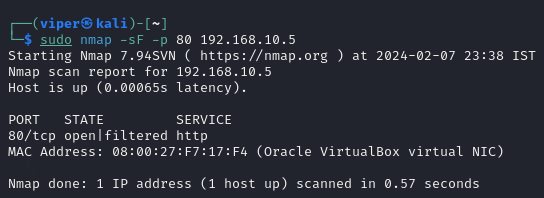 ┌──(viper㉿kali)-[~]
└─$ sudo nmap -sF -p 80 192.168.10.5
Starting Nmap 7.94SVN ( https://nmap.org ) at 2024-02-07 23:38 IST
Nmap scan report for 192.168.10.5
Host is up (0.00065s latency).

PORT   STATE         SERVICE
80/tcp open|filtered http
MAC Address: 08:00:27:F7:17:F4 (Oracle VirtualBox virtual NIC)

Nmap done: 1 IP address (1 host up) scanned in 0.57 seconds